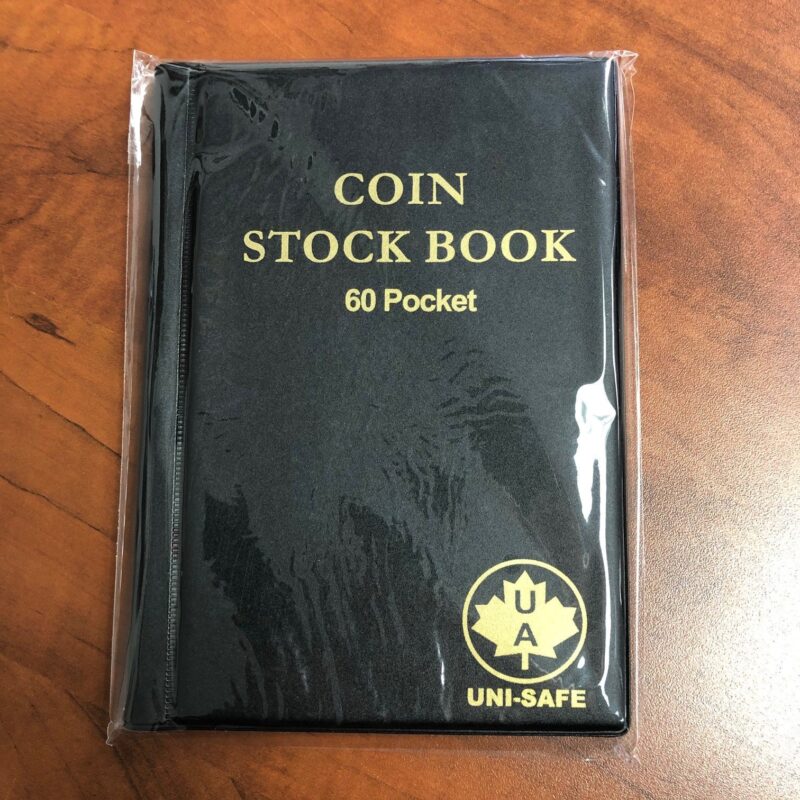 COIN
STOCK BOOK
60 Pocket
U
A
UNI-SAFE